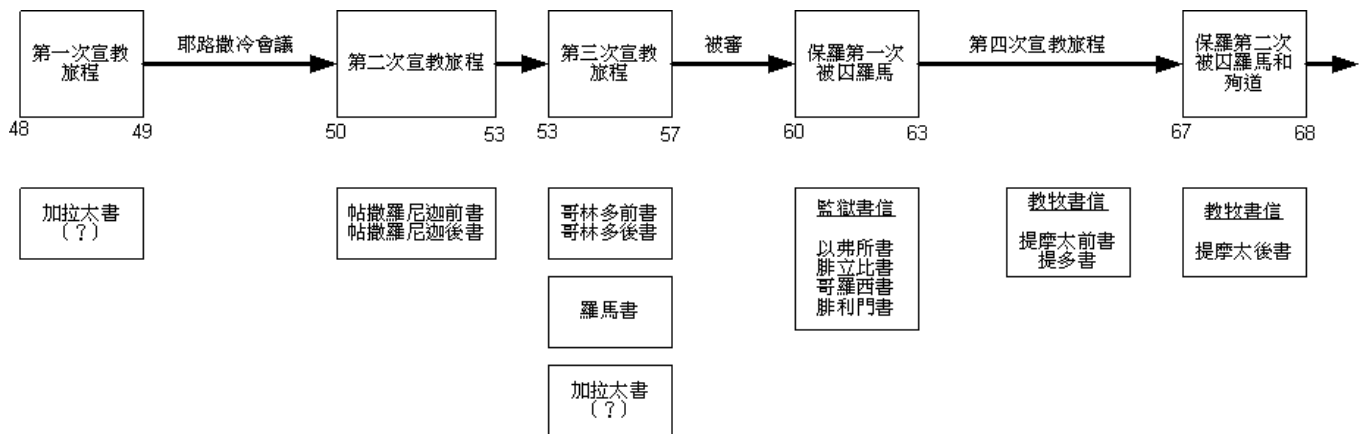 第一次宣教
旅程
耶路撒冷會議
第二次宣教旅程
第三次宣教
旅程
被審
保羅第一次
被囚羅馬
第四次宣教旅程
保羅第二次
被囚羅馬和
殉道
48
49
50
53
53
57
60
63
67
68
加拉太書
(?)
帖撒羅尼迦前書
帖撒羅尼迦後書
哥林多前書
哥林多後書
羅馬書
加拉太書
(?)
監獄書信
以弗所書
腓立比書
哥羅西書
腓利門書
教牧書信
提摩太前書
提多書
教牧書信
提摩太後書